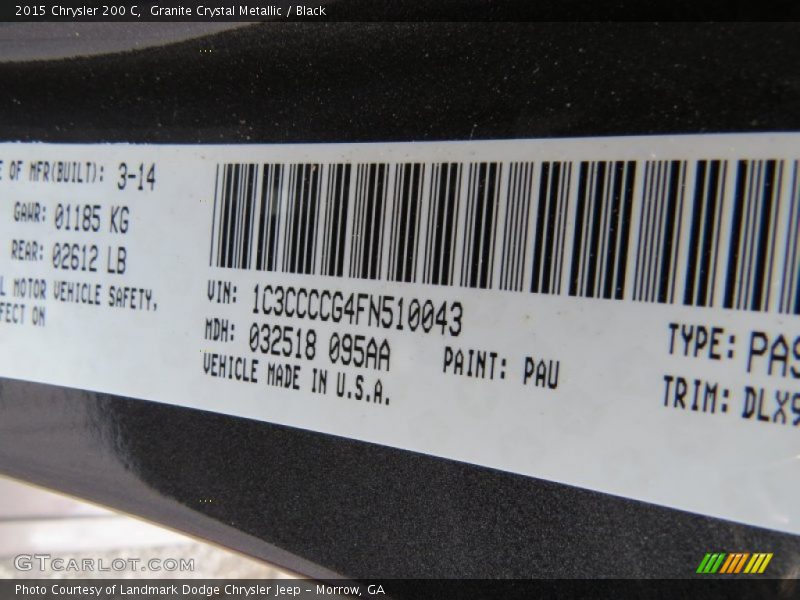 2015 Chrysler 200 C, Granite Crystal Metallic / Black
E OF MFR(BUILT): 3-14
GAWR: 01185 KG
REAR: 02612 LB
L MOTOR VEHICLE SAFETY,
FFECT ON
VIN: 1C3CCCCG4FN510043
MDH: 032518 095AA
PAINT: PAU
VEHICLE MADE IN U.S.A.
TYPE: PAS
TRIM: DLX9
GTCARLOT.COM
Photo Courtesy of Landmark Dodge Chrysler Jeep – Morrow, GA